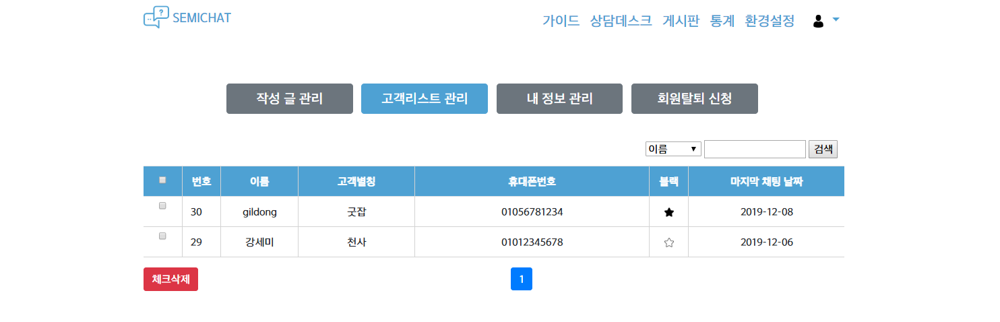 SEMICHAT 가이드 상담데스크 게시판 통계 환경설정
작성 글 관리 고객리스트 관리 내 정보 관리 회원탈퇴 신청
이름 검색
번호 이름 고객별칭 휴대폰번호 블랙 마지막 채팅 날짜
30 gildong 굿잡 01056781234 ★ 2019-12-08
29 강세미 천사 01012345678 ☆ 2019-12-06
체크삭제 1